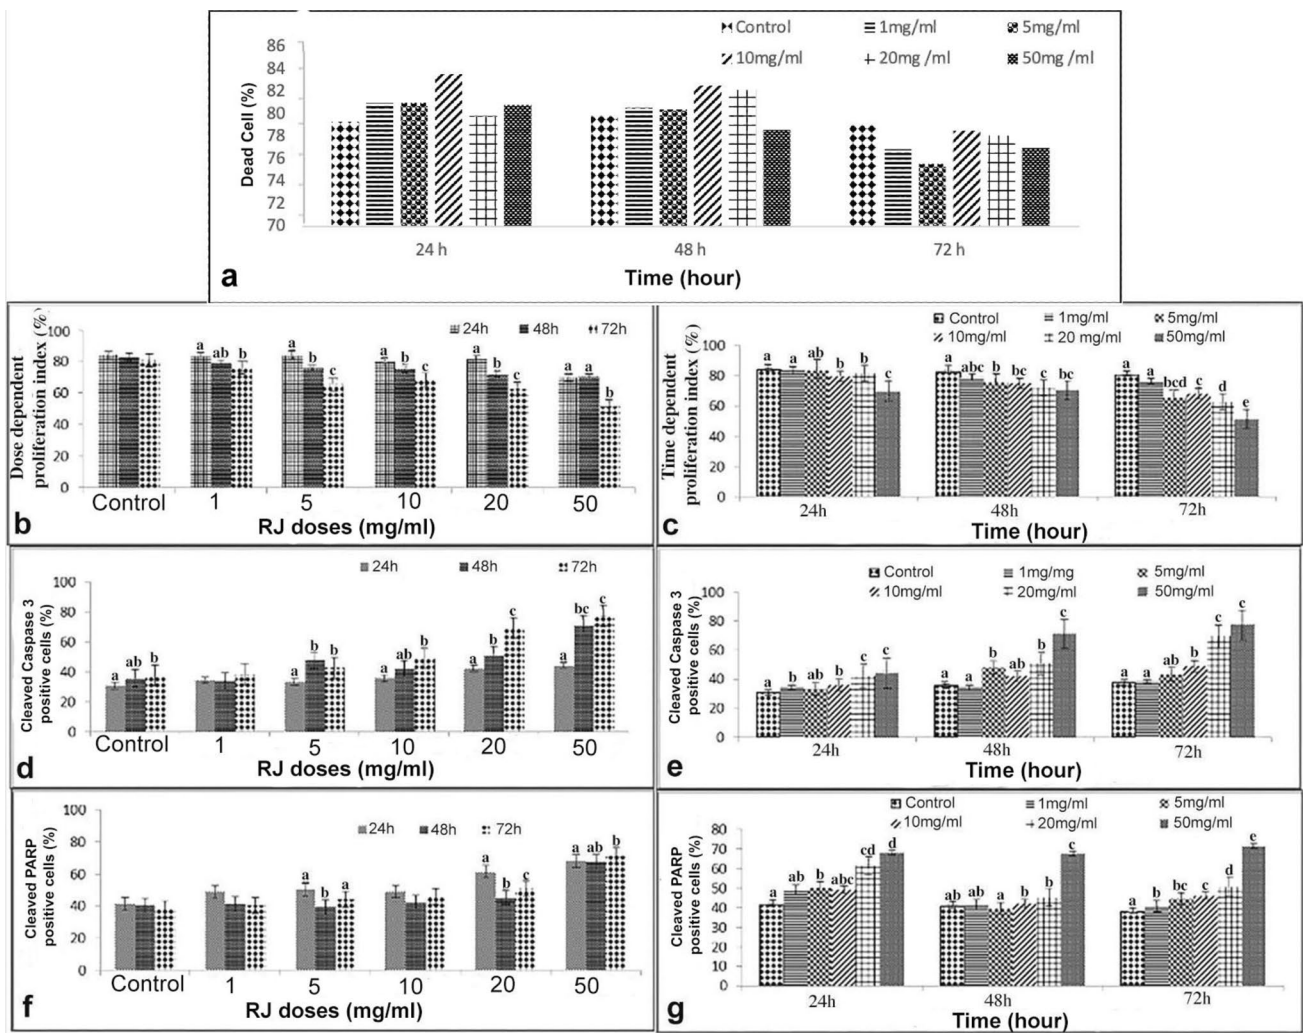 Control 1mg/ml 5mg/ml
10mg/ml 20mg /ml 50mg /ml
Dead Cell (%)
86
84
82
80
78
76
74
72
70
24 h 48 h 72 h
Time (hour)
a
Dose dependent
proliferation index (%)
24h 48h 72h
100
80
60
40
20
0
a ab b a b c a b c a b c a a b
Control 1 5 10 20 50
RJ doses (mg/ml)
b
Time dependent
proliferation index (%)
Control 1mg/ml 5mg/ml
10mg/ml 20 mg/ml 50mg/ml
100
80
60
40
20
0
a a ab b b c a abc b bc c bc a a bcd c d e
24h 48h 72h
Time (hour)
c
Cleaved Caspase 3
positive cells (%)
24h 48h 72h
100
80
60
40
20
0
a ab b a b b a b b a b c a bc c
Control 1 5 10 20 50
RJ doses (mg/ml)
d
Cleaved Caspase 3
positive cells (%)
Control 1mg/mg 5mg/ml
10mg/ml 20mg/ml 50mg/ml
100
80
60
40
20
0
a b ab b c c a a b ab b c a a ab b c c
24h 48h 72h
Time (hour)
e
Cleaved PARP
positive cells (%)
24h 48h 72h
100
80
60
40
20
0
a b a a b c a ab b
Control 1 5 10 20 50
RJ doses (mg/ml)
f
Cleaved PARP
positive cells (%)
Control 1mg/ml 5mg/ml
10mg/ml 20mg/ml 50mg/ml
80
70
60
50
40
30
20
10
0
a ab b abc cd d ab ab a b b c a b bc c d e
24h 48h 72h
Time (hour)
g